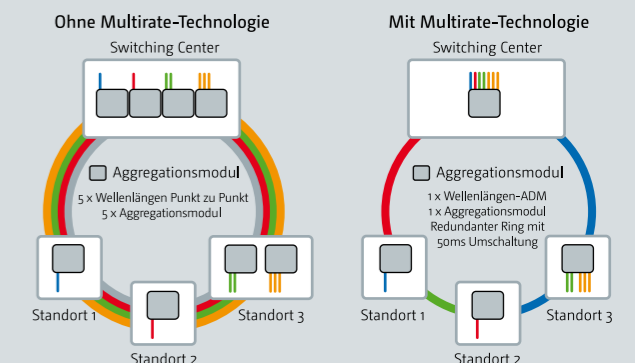 Ohne Multirate-Technologie
Switching Center
Aggregationsmodul
5 x Wellenlängen Punkt zu Punkt
5 x Aggregationsmodul
Standort 1
Standort 2
Standort 3
Mit Multirate-Technologie
Switching Center
Aggregationsmodul
1 x Wellenlängen-ADM
1 x Aggregationsmodul
Redundanter Ring mit
50ms Umschaltung
Standort 1
Standort 2
Standort 3